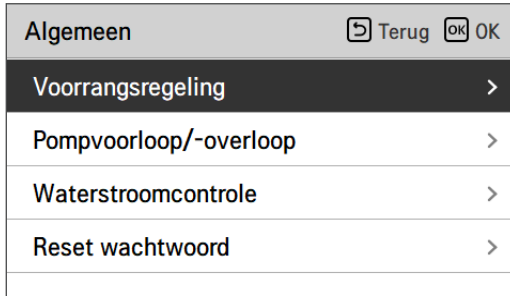 Algemeen Terug OK OK
Voorrangsregeling >
Pompvoorloop/-overloop >
Waterstroomcontrole >
Reset wachtwoord >